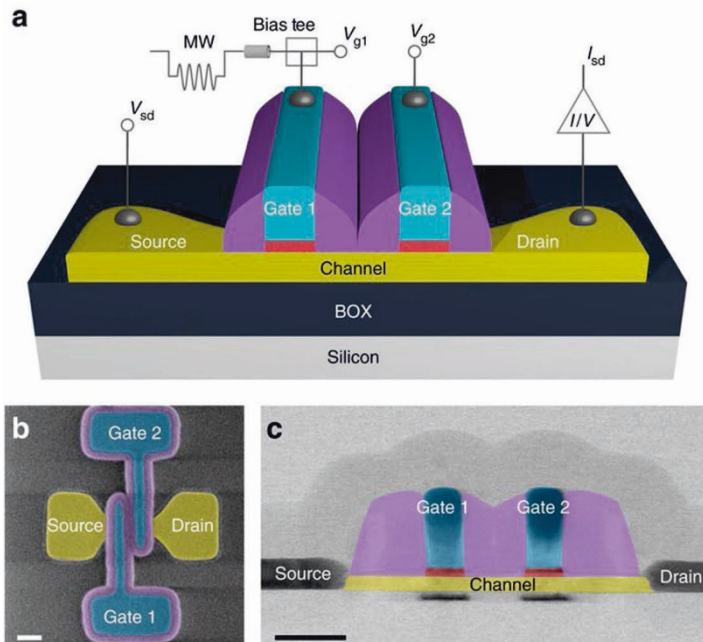 a
MW
Bias tee
Vg1
Vg2
Isd
Vsd
I/V
Gate 1
Gate 2
Source
Drain
Channel
BOX
Silicon
b
Gate 2
Source
Drain
Gate 1
c
Gate 1
Gate 2
Source
Channel
Drain